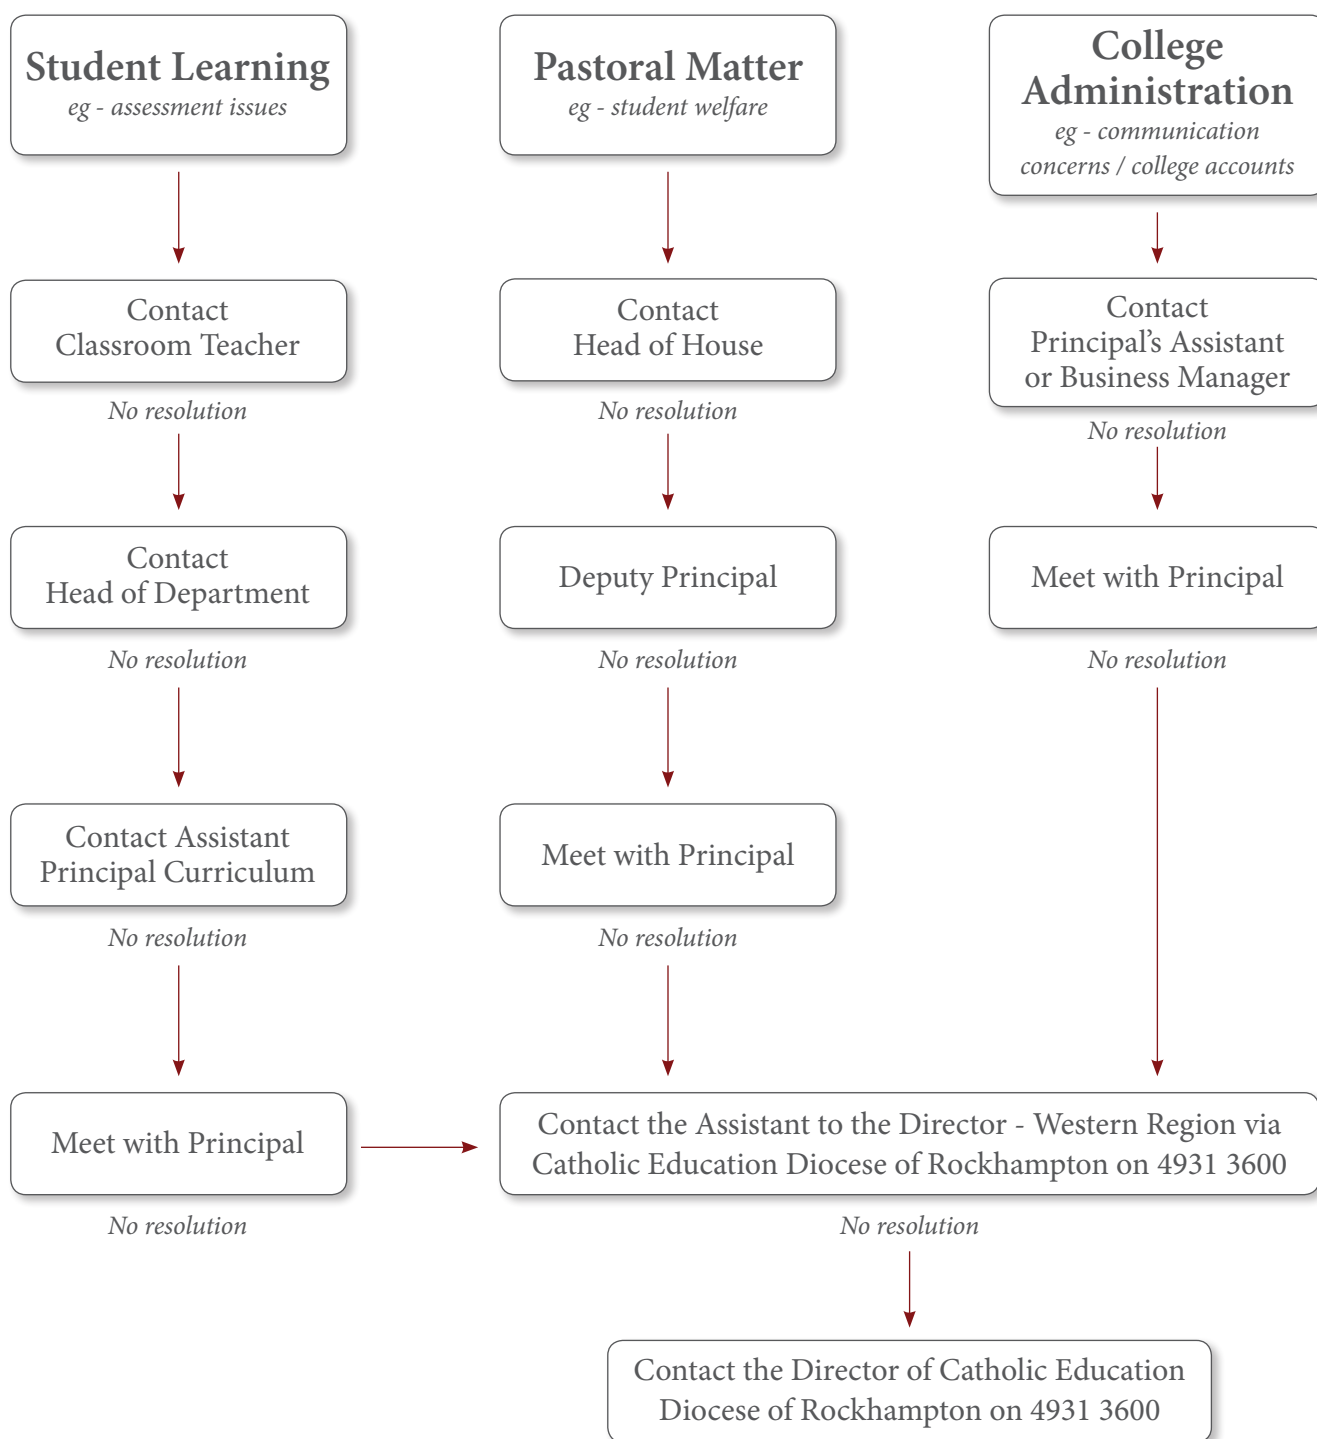 Student Learning
eg - assessment issues
Contact
Classroom Teacher
No resolution
Contact
Head of Department
No resolution
Contact Assistant
Principal Curriculum
No resolution
Meet with Principal
No resolution
Pastoral Matter
eg - student welfare
Contact
Head of House
No resolution
Deputy Principal
No resolution
Meet with Principal
No resolution
College
Administration
eg - communication
concerns / college accounts
Contact
Principal's Assistant
or Business Manager
No resolution
Meet with Principal
No resolution
Contact the Assistant to the Director - Western Region via
Catholic Education Diocese of Rockhampton on 4931 3600
No resolution
Contact the Director of Catholic Education
Diocese of Rockhampton on 4931 3600